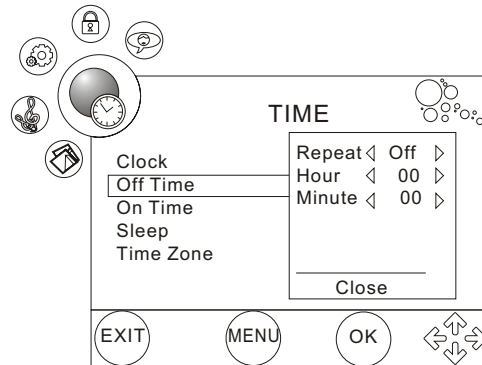 TIME
Clock
Off Time
On Time
Sleep
Time Zone
Repeat Off
Hour 00
Minute 00
Close
EXIT MENU OK